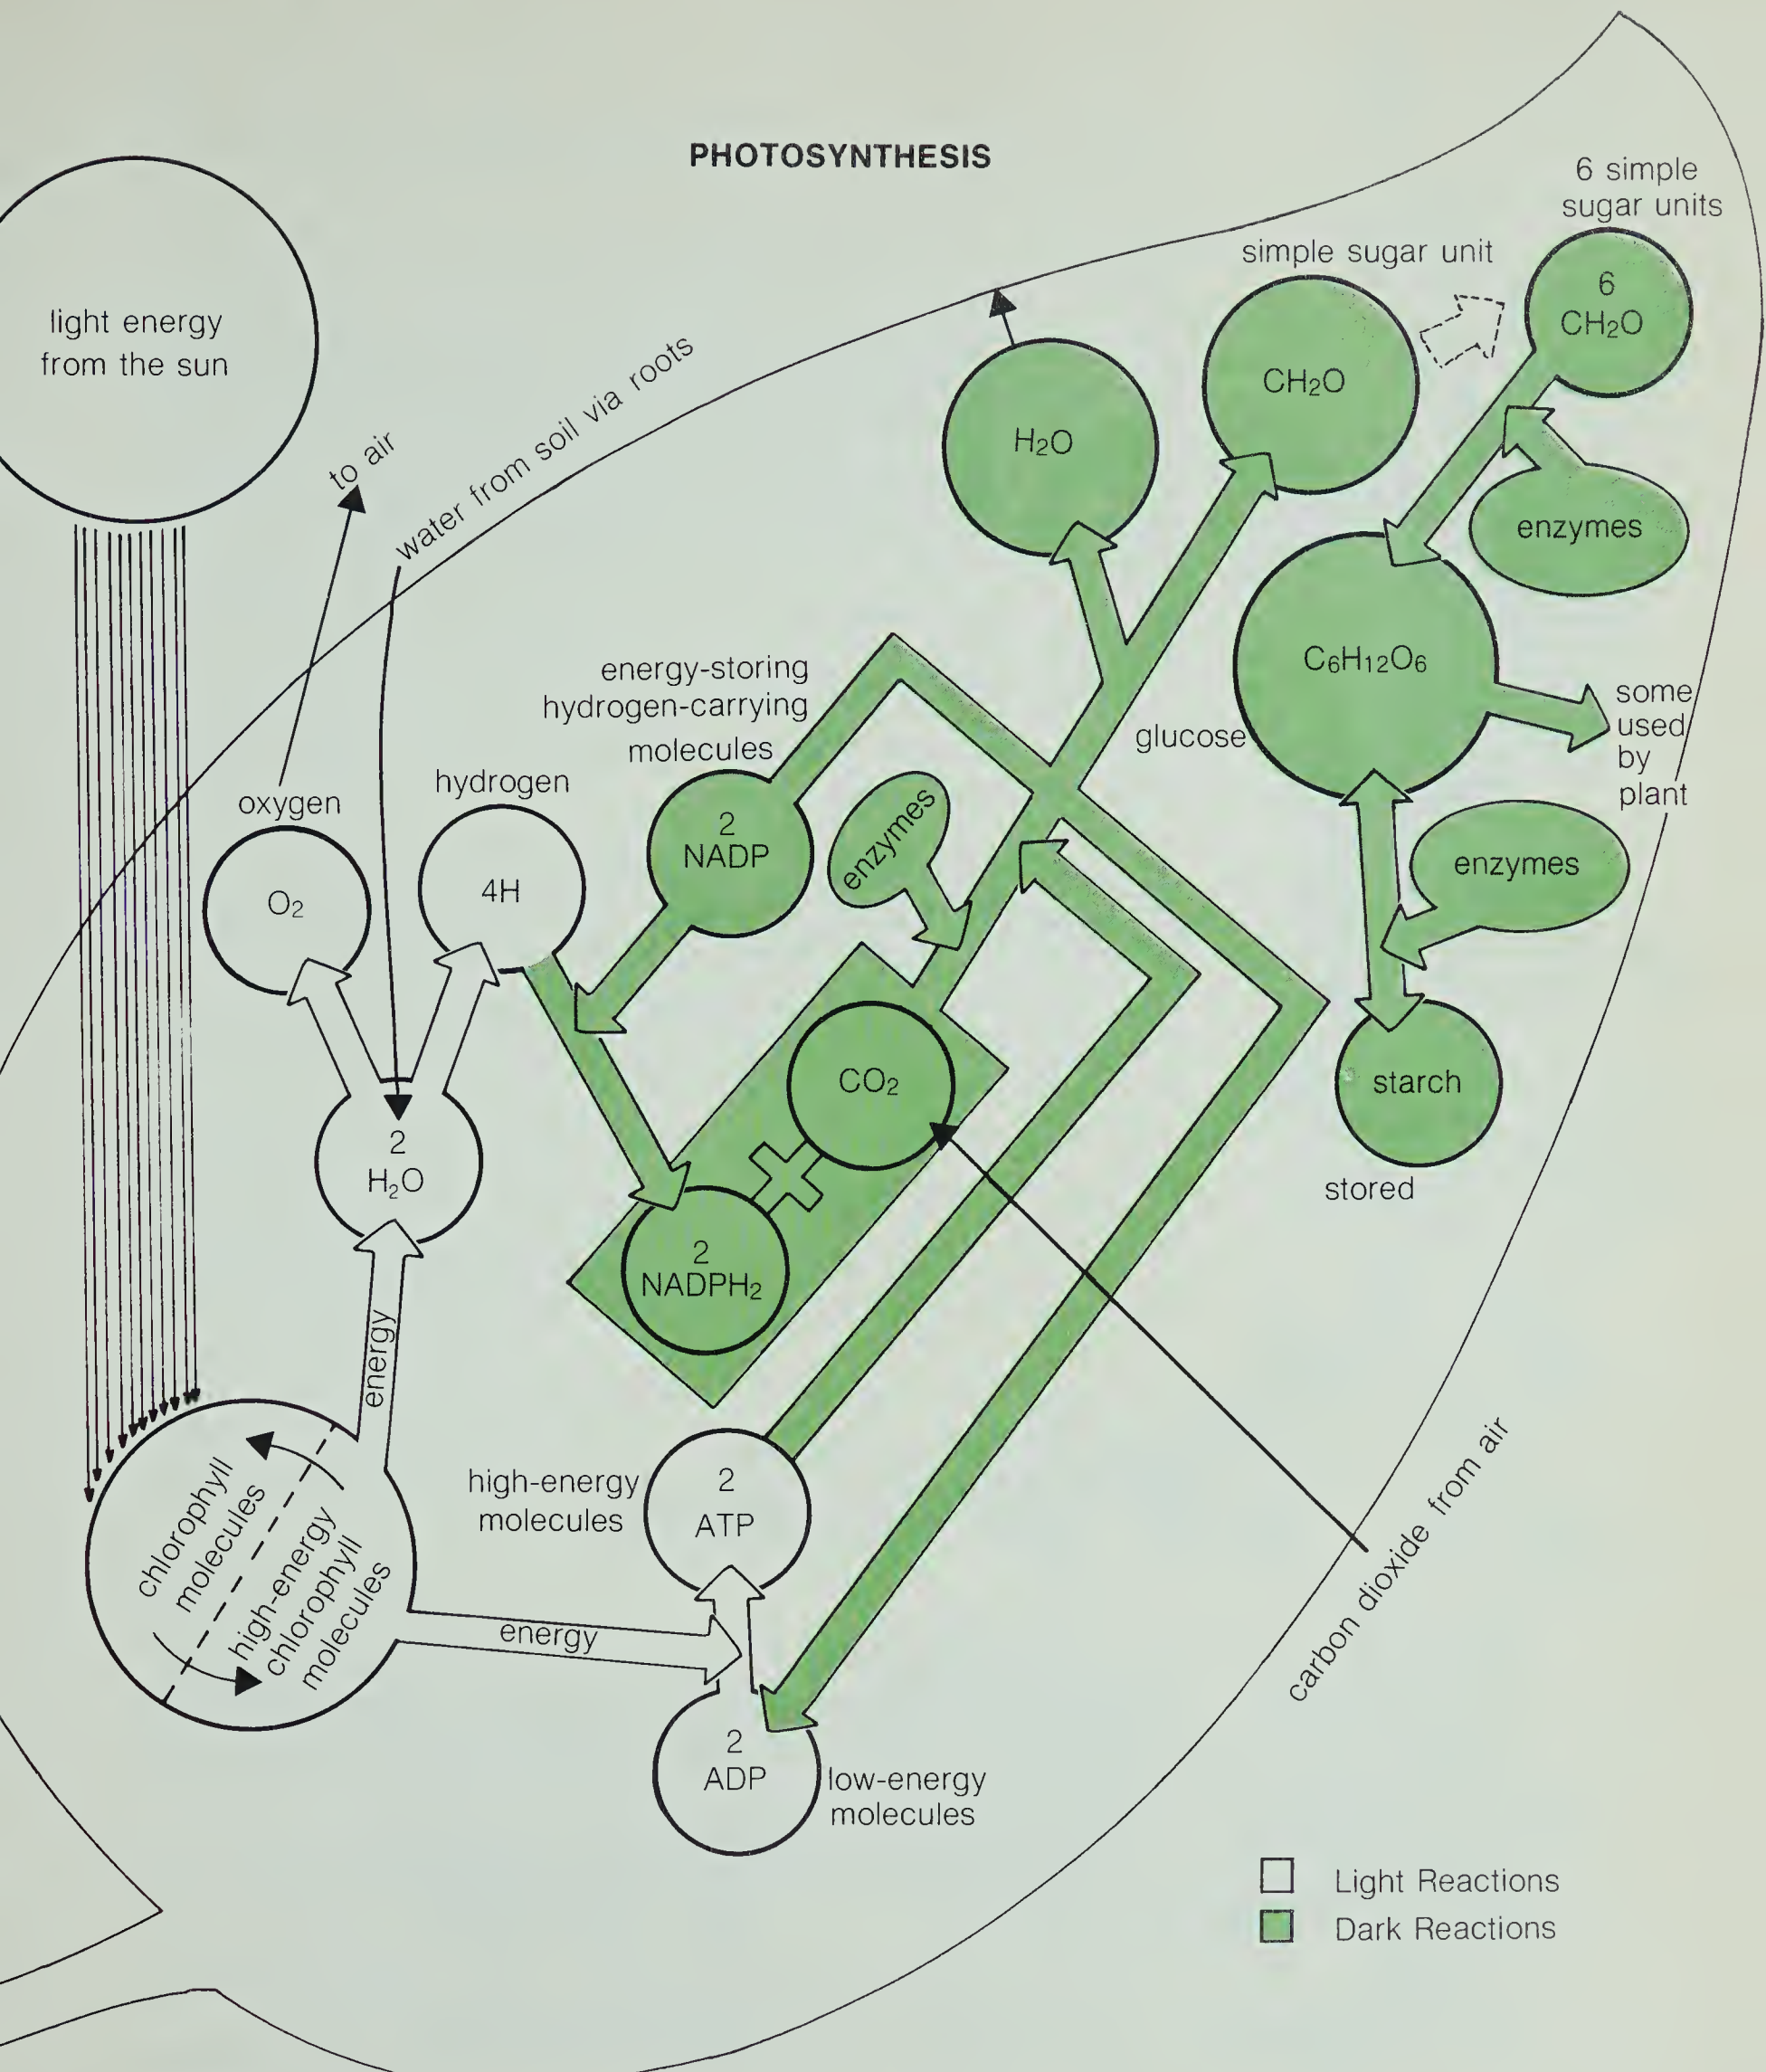 PHOTOSYNTHESIS
light energy
from the sun
to air
water from soil via roots
oxygen
O₂
hydrogen
4H
2
H₂O
energy
chlorophyll
molecules
high-energy
chlorophyll
molecules
energy
energy-storing
hydrogen-carrying
molecules
2
NADP
enzymes
CO₂
2
NADPH₂
high-energy
molecules
2
ATP
2
ADP
low-energy
molecules
H₂O
simple sugar unit
CH₂O
6 simple
sugar units
6
CH₂O
enzymes
C₆H₁₂O₆
glucose
some
used
by
plant
enzymes
starch
stored
carbon dioxide from air
Light Reactions
Dark Reactions